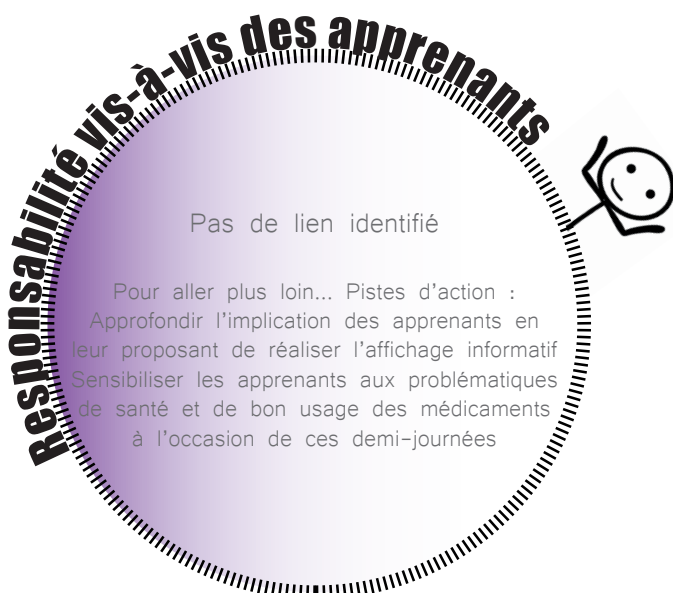 Responsabilité vis-à-vis des apprenants
Pas de lien identifié
Pour aller plus loin... Pistes d'action :
Approfondir l'implication des apprenants en
leur proposant de réaliser l'affichage informatif
Sensibiliser les apprenants aux problématiques
de santé et de bon usage des médicaments
à l'occasion de ces demi-journées